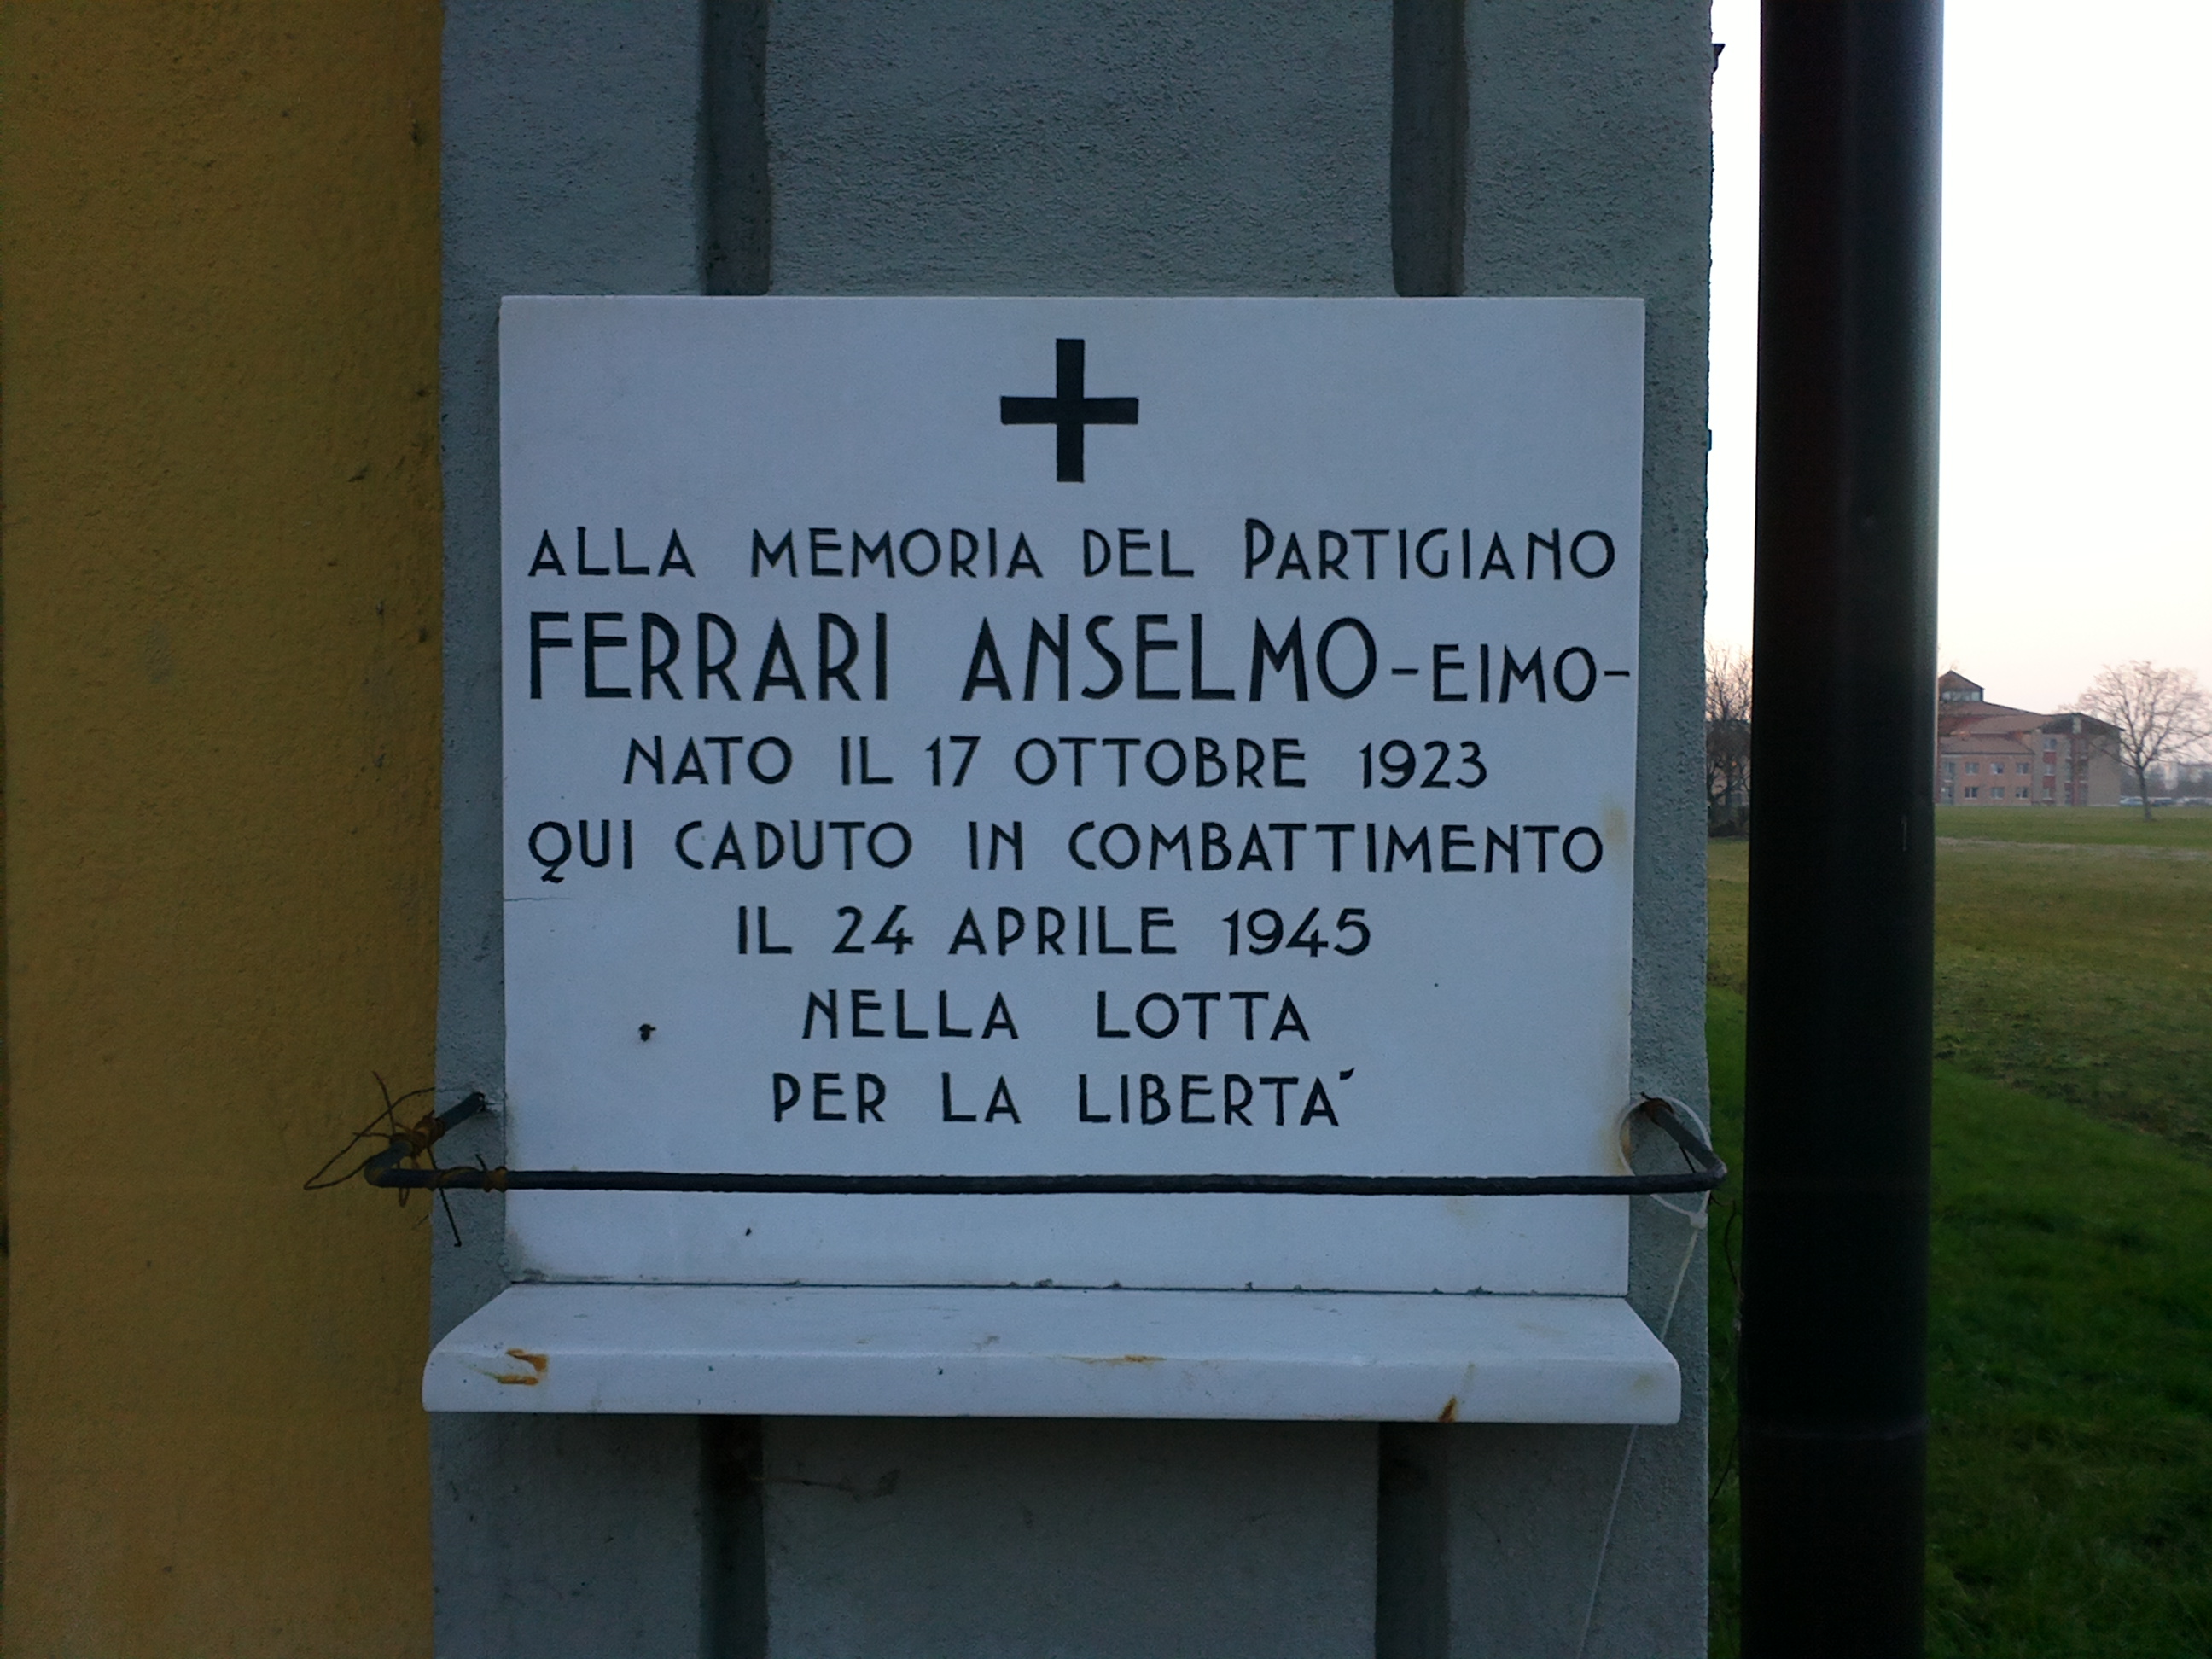 ALLA MEMORIA DEL PARTIGIANO
FERRARI ANSELMO -EIMO-
NATO IL 17 OTTOBRE 1923
QUI CADUTO IN COMBATTIMENTO
IL 24 APRILE 1945
NELLA LOTTA
PER LA LIBERTA´